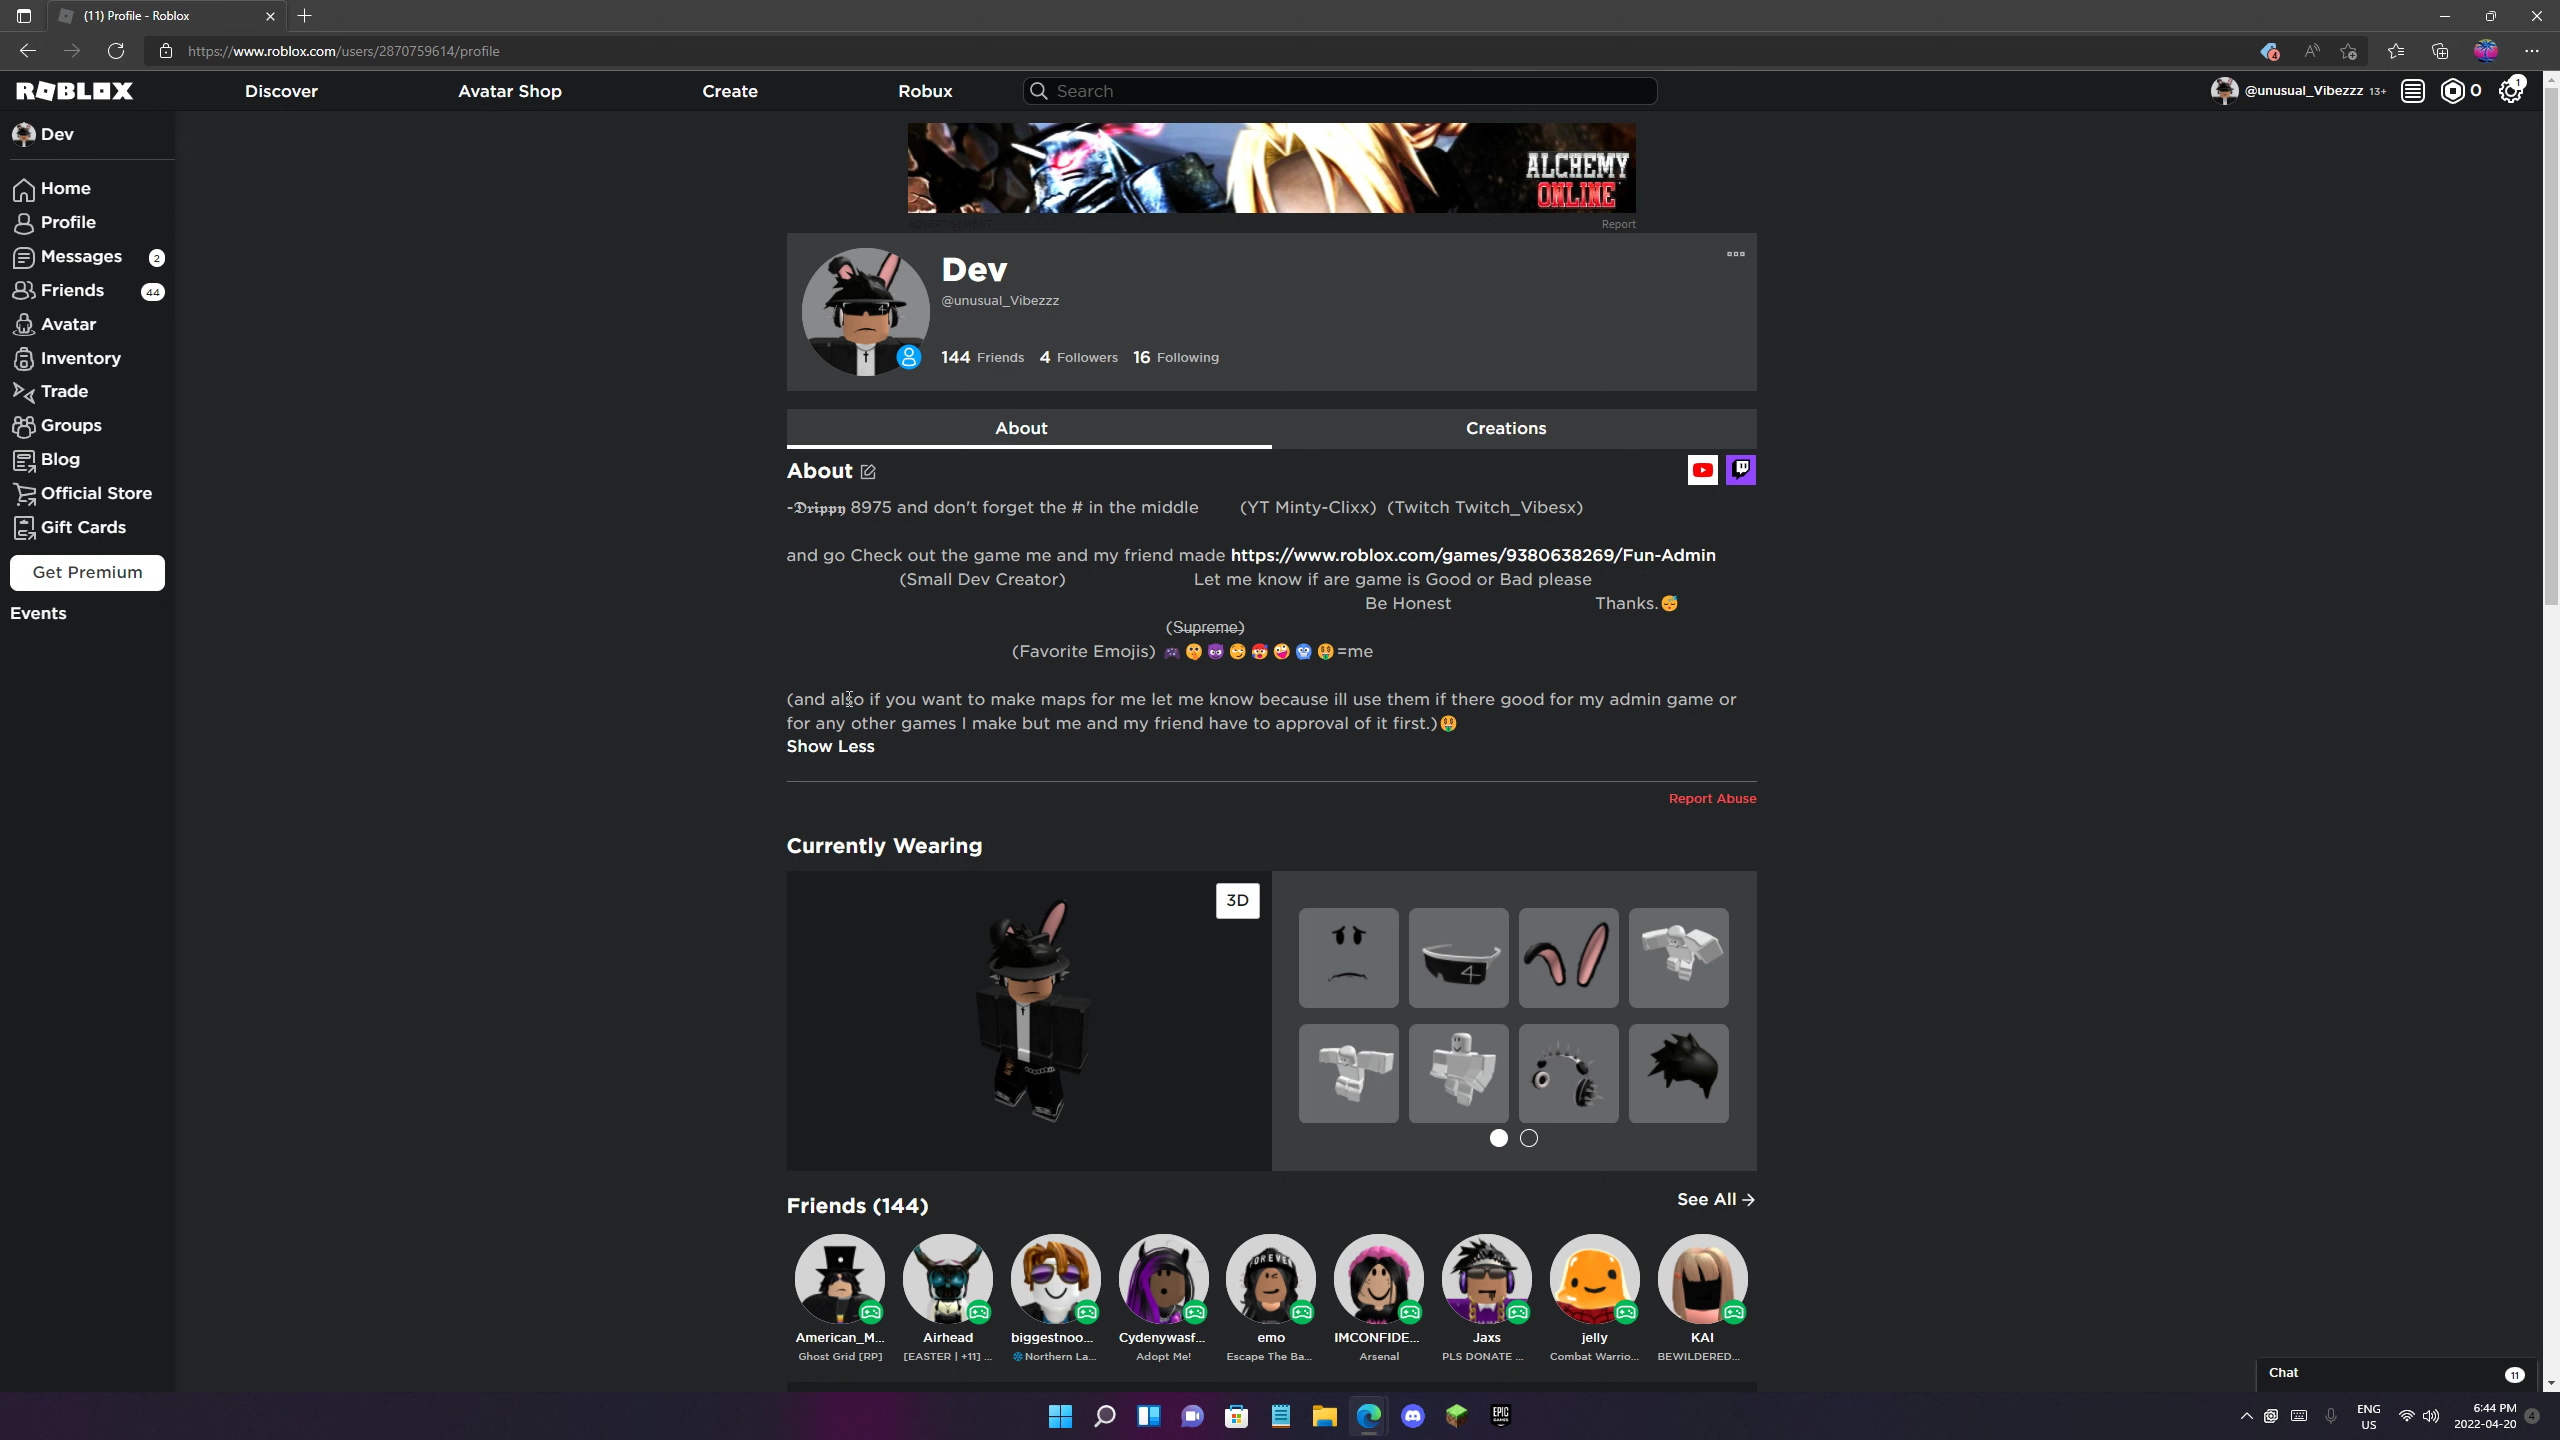 (11) Profile - Roblox
https://www.roblox.com/users/2870759614/profile
4
ROBLOX
Discover
Avatar Shop
Create
Robux
Search
@unusual_Vibezzz 13+
0
1
Dev
Home
Profile
Messages 2
Friends 44
Avatar
Inventory
Trade
Groups
Blog
Official Store
Gift Cards
Get Premium
Events
ALCHEMY
ONLINE
ADVERTISEMENT
Report
Dev
@unusual_Vibezzz
144 Friends 4 Followers 16 Following
About
Creations
About
-𝕯𝖗𝖎𝖕𝖕𝖞 8975 and don't forget the # in the middle (YT Minty-Clixx) (Twitch Twitch_Vibesx)
and go Check out the game me and my friend made https://www.roblox.com/games/9380638269/Fun-Admin
(Small Dev Creator) Let me know if are game is Good or Bad please
Be Honest Thanks.😴
(S̶u̶p̶r̶e̶m̶e̶)
(Favorite Emojis) 🎮🤫😈😏🥵🤪🥶🤑=me
(and also if you want to make maps for me let me know because ill use them if there good for my admin game or
for any other games I make but me and my friend have to approval of it first.)🤑
Show Less
Report Abuse
Currently Wearing
3D
4
Friends (144)
See All →
FOREVER
American_M...
Airhead
biggestnoo...
Cydenywasf...
emo
IMCONFIDE...
Jaxs
jelly
KAI
Ghost Grid [RP]
[EASTER | +11] ...
❄️Northern La...
Adopt Me!
Escape The Ba...
Arsenal
PLS DONATE ...
Combat Warrio...
BEWILDERED...
Chat 11
EPIC
GAMES
ENG
US
6:44 PM
2022-04-20
4